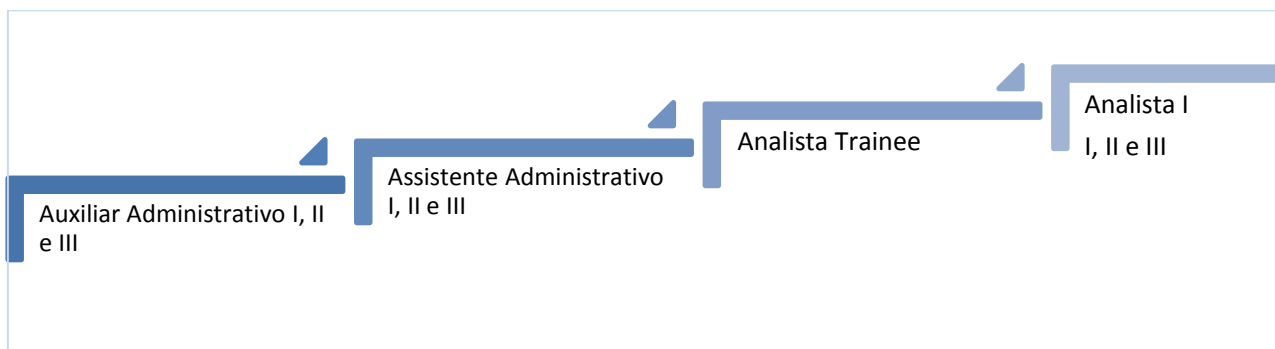 Auxiliar Administrativo I, II
e III
Assistente Administrativo
I, II e III
Analista Trainee
Analista I
I, II e III